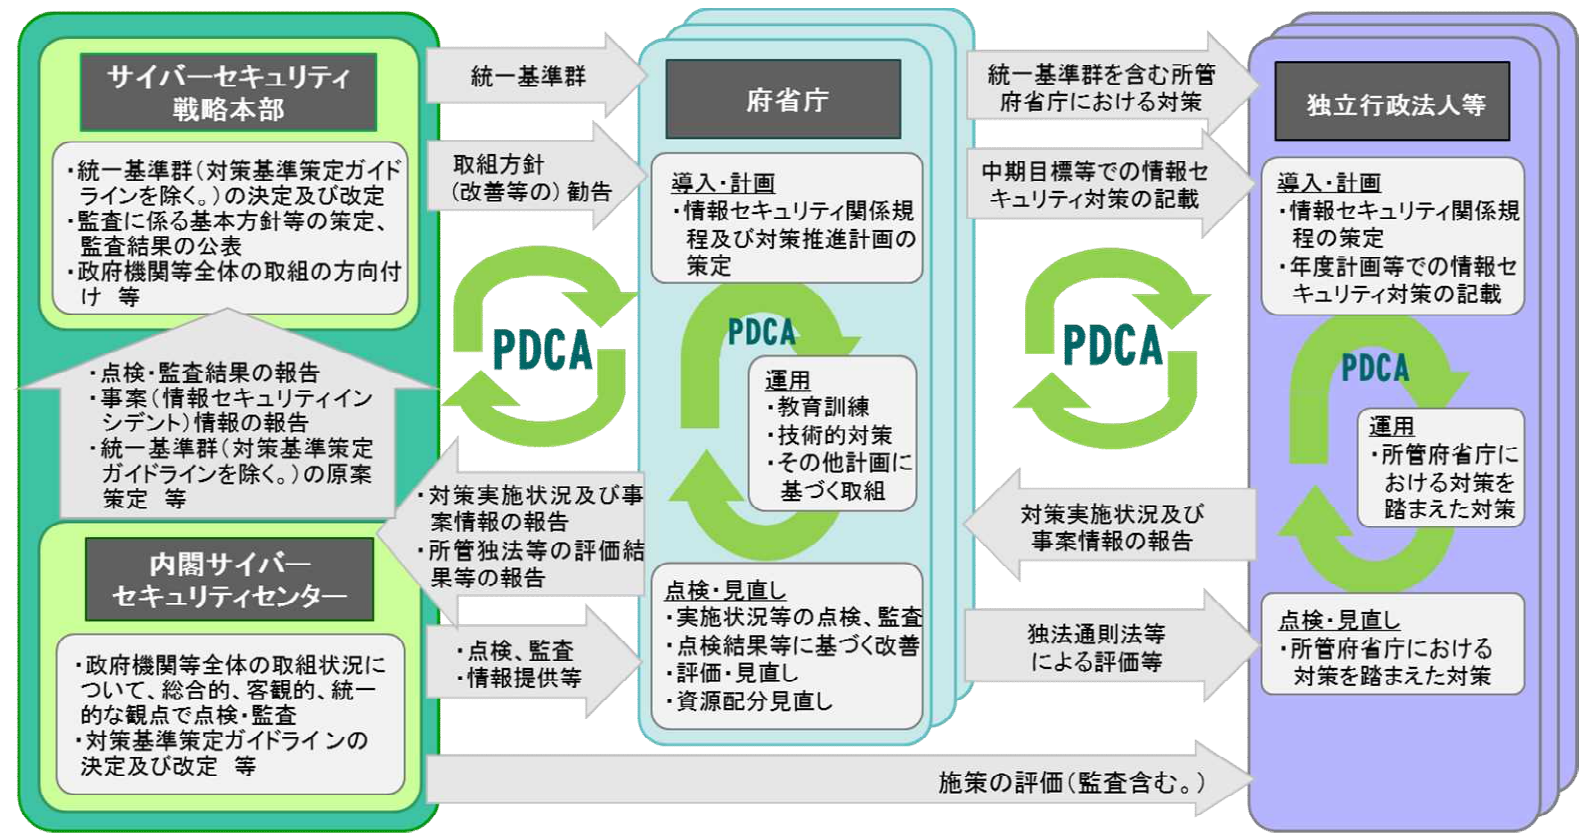 サイバーセキュリティ
戦略本部
・統一基準群(対策基準策定ガイド
ラインを除く。)の決定及び改定
・監査に係る基本方針等の策定、
監査結果の公表
・政府機関等全体の取組の方向付
け 等
・点検・監査結果の報告
・事案(情報セキュリティイン
シデント)情報の報告
・統一基準群(対策基準策定
ガイドラインを除く。)の原案
策定 等
内閣サイバー
セキュリティセンター
・政府機関等全体の取組状況に
ついて、総合的、客観的、統一
的な観点で点検・監査
・対策基準策定ガイドラインの
決定及び改定 等
統一基準群
取組方針
(改善等の)勧告
PDCA
・対策実施状況及び事
案情報の報告
・所管独法等の評価結
果等の報告
・点検、監査
・情報提供等
府省庁
導入・計画
・情報セキュリティ関係規
程及び対策推進計画の
策定
PDCA
運用
・教育訓練
・技術的対策
・その他計画に
基づく取組
点検・見直し
・実施状況等の点検、監査
・点検結果等に基づく改善
・評価・見直し
・資源配分見直し
統一基準群を含む所管
府省庁における対策
中期目標等での情報セ
キュリティ対策の記載
PDCA
対策実施状況及び
事案情報の報告
独法通則法等
による評価等
施策の評価(監査含む。)
独立行政法人等
導入・計画
・情報セキュリティ関係規
程の策定
・年度計画等での情報セ
キュリティ対策の記載
PDCA
運用
・所管府省庁に
おける対策を
踏まえた対策
点検・見直し
・所管府省庁における
対策を踏まえた対策